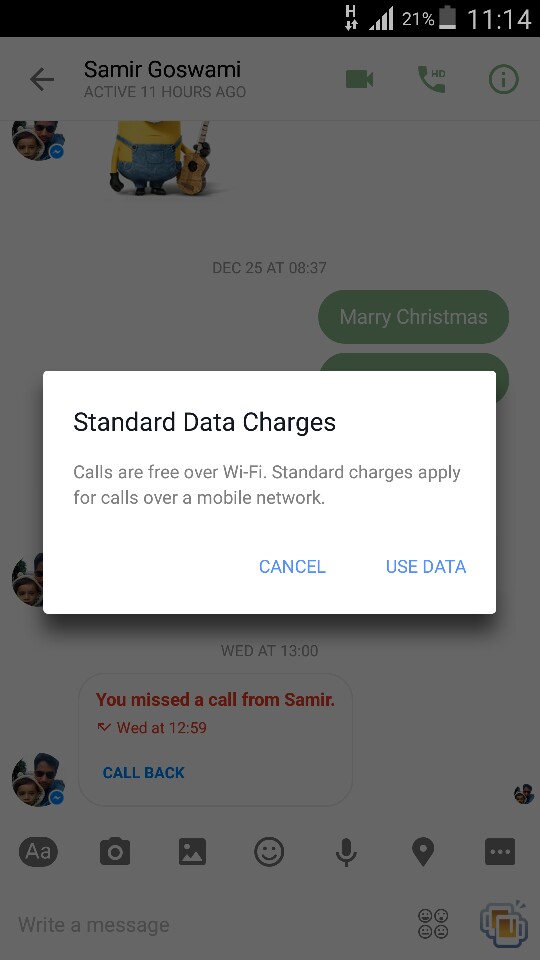 H 21% 11:14
Samir Goswami
ACTIVE 11 HOURS AGO
HD
DEC 25 AT 08:37
Marry Christmas
Standard Data Charges
Calls are free over Wi-Fi. Standard charges apply
for calls over a mobile network.
CANCEL USE DATA
WED AT 13:00
You missed a call from Samir.
Wed at 12:59
CALL BACK
Aa
Write a message